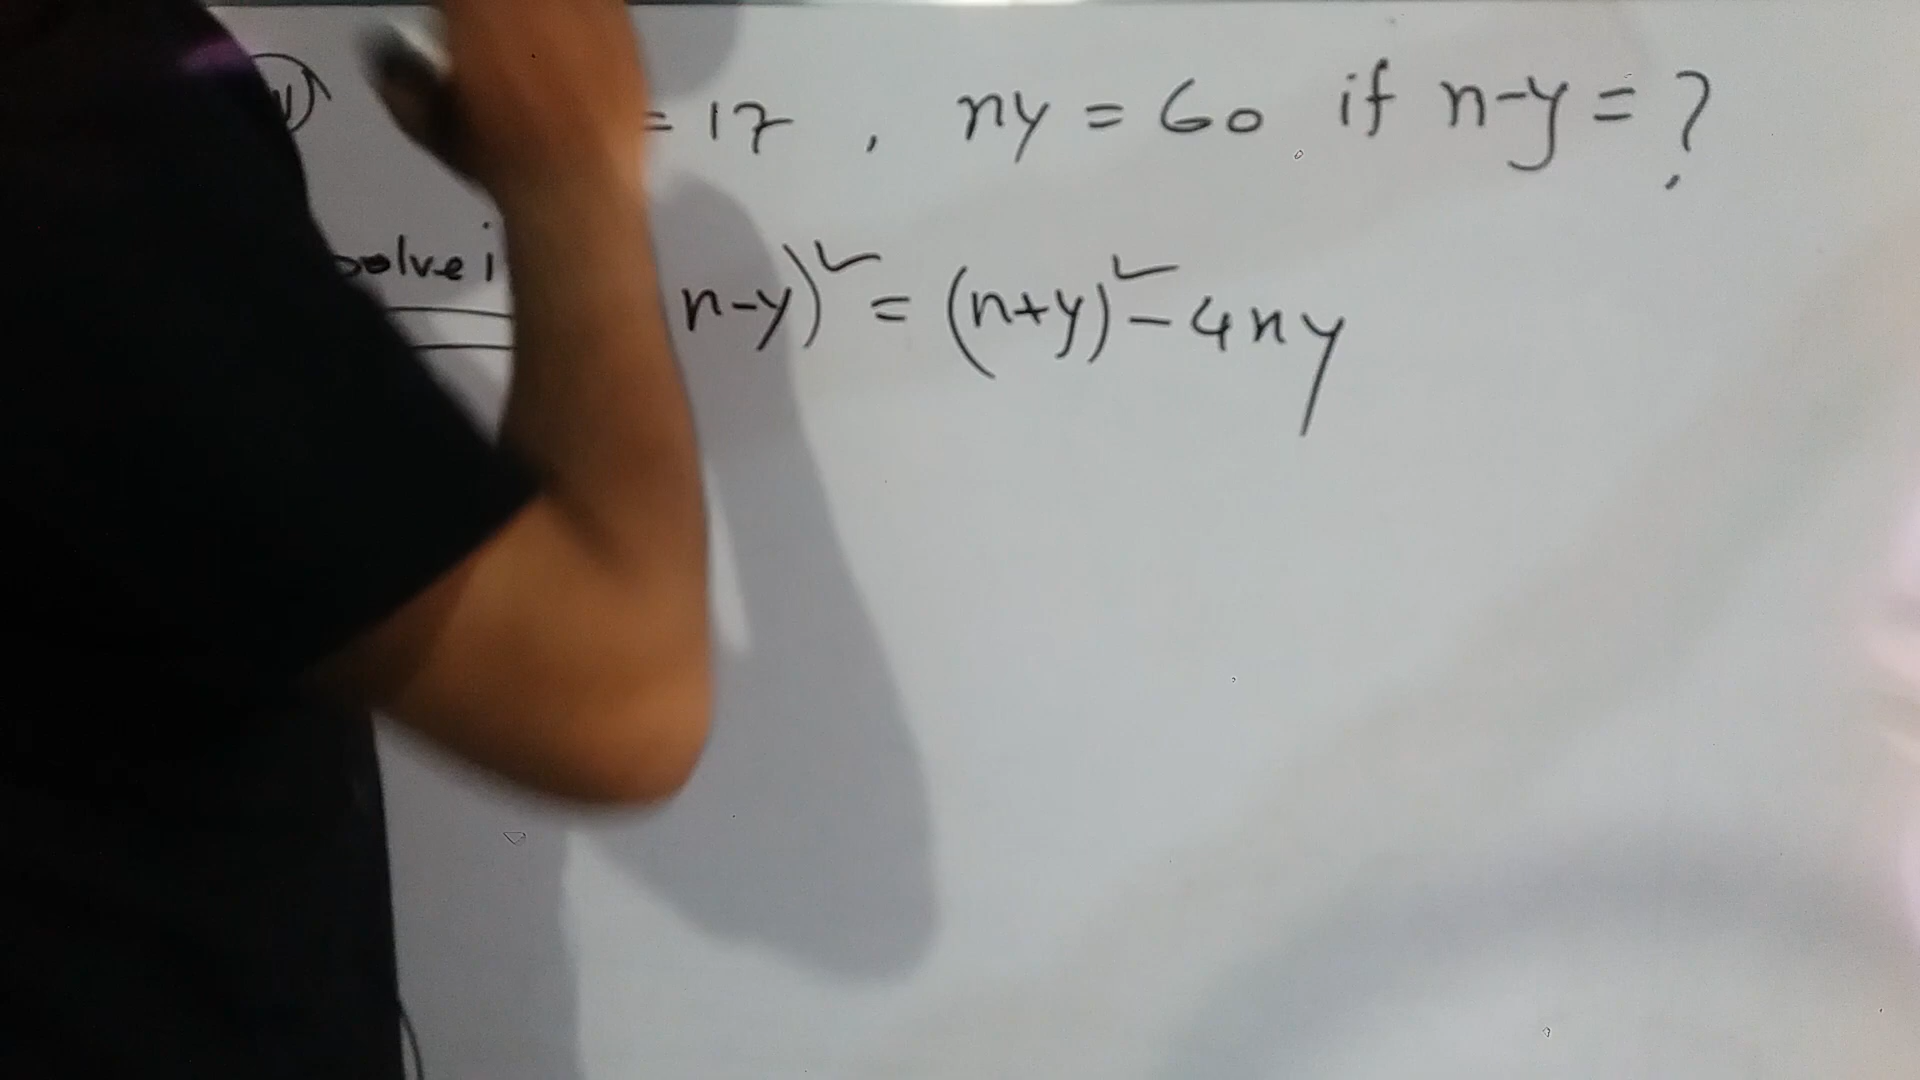 = 17 , ny = 60 if n-y = ?
solve i
n-y)² = (n+y)² - 4ny